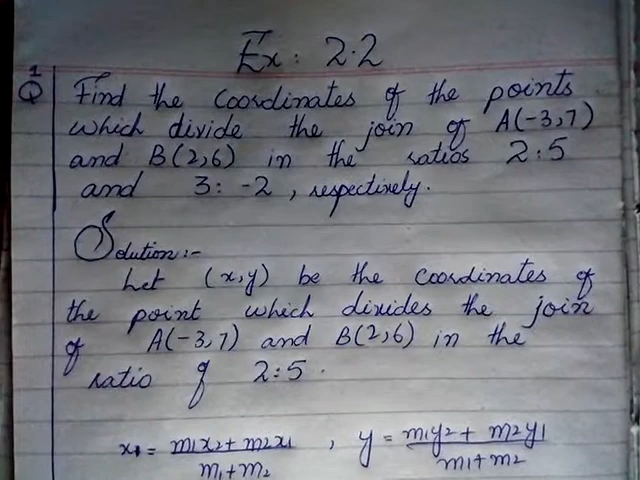 Ex: 2.2
Q1 Find the coordinates of the points
which divide the join of A(-3,7)
and B(2,6) in the ratios 2:5
and 3: -2, respectively.
Solution:-
Let (x,y) be the coordinates of
the point which divides the join
of A(-3,7) and B(2,6) in the
ratio of 2:5.
x = m1x2 + m2x1 / m1+m2 , y = m1y2 + m2y1 / m1+m2